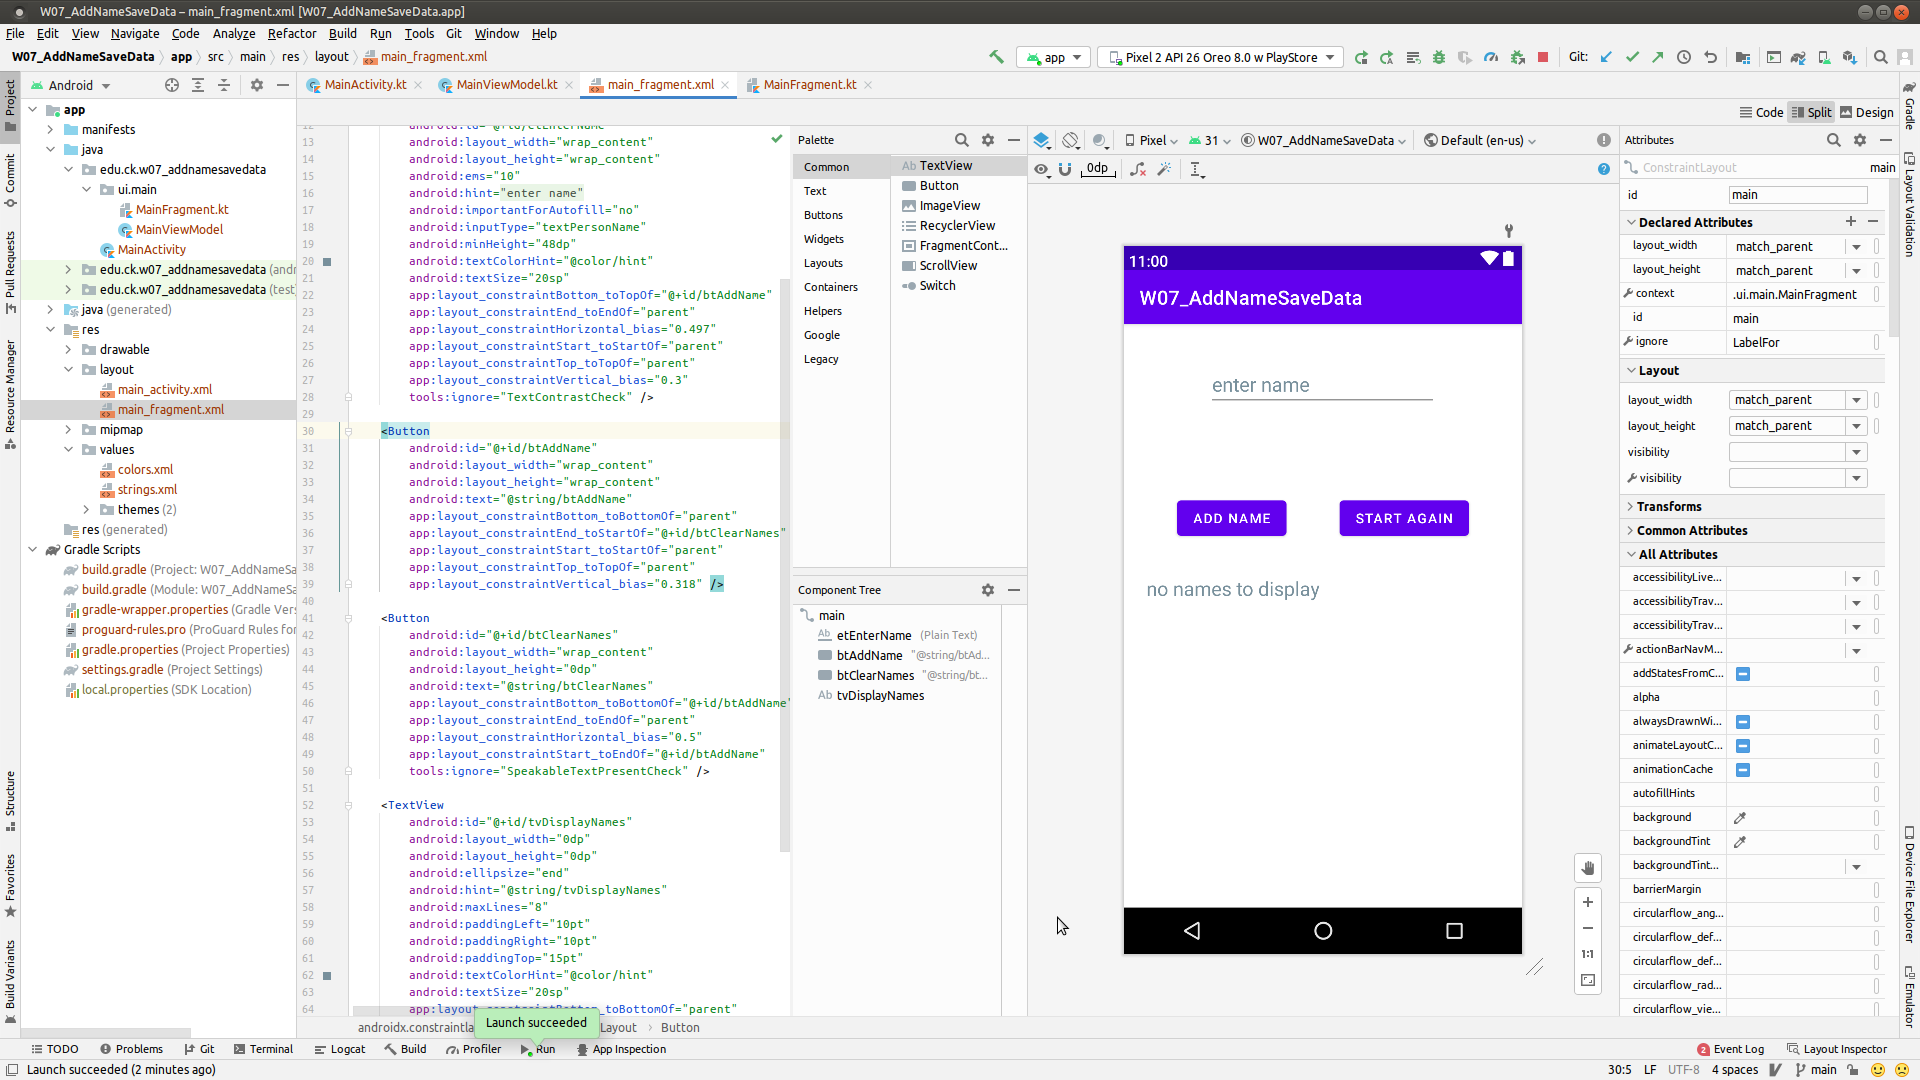 W07_AddNameSaveData – main_fragment.xml [W07_AddNameSaveData.app]
File Edit View Navigate Code Analyze Refactor Build Run Tools Git Window Help
W07_AddNameSaveData app src main res layout main_fragment.xml
app Pixel 2 API 26 Oreo 8.0 w PlayStore Git:
Android
MainActivity.kt MainViewModel.kt main_fragment.xml MainFragment.kt
Code Split Design
Project
Commit
Pull Requests
Resource Manager
Structure
Favorites
Build Variants
app
manifests
java
edu.ck.w07_addnamesavedata
ui.main
MainFragment.kt
MainViewModel
MainActivity
edu.ck.w07_addnamesavedata (andr
edu.ck.w07_addnamesavedata (test
java (generated)
res
drawable
layout
main_activity.xml
main_fragment.xml
mipmap
values
colors.xml
strings.xml
themes (2)
res (generated)
Gradle Scripts
build.gradle (Project: W07_AddNameSa
build.gradle (Module: W07_AddNameSa
gradle-wrapper.properties (Gradle Vers
proguard-rules.pro (ProGuard Rules for
gradle.properties (Project Properties)
settings.gradle (Project Settings)
local.properties (SDK Location)
12 android:id="@+id/etEnterName"
13 android:layout_width="wrap_content"
14 android:layout_height="wrap_content"
15 android:ems="10"
16 android:hint="enter name"
17 android:importantForAutofill="no"
18 android:inputType="textPersonName"
19 android:minHeight="48dp"
20 android:textColorHint="@color/hint"
21 android:textSize="20sp"
22 app:layout_constraintBottom_toTopOf="@+id/btAddName"
23 app:layout_constraintEnd_toEndOf="parent"
24 app:layout_constraintHorizontal_bias="0.497"
25 app:layout_constraintStart_toStartOf="parent"
26 app:layout_constraintTop_toTopOf="parent"
27 app:layout_constraintVertical_bias="0.3"
28 tools:ignore="TextContrastCheck" />
29
30 <Button
31 android:id="@+id/btAddName"
32 android:layout_width="wrap_content"
33 android:layout_height="wrap_content"
34 android:text="@string/btAddName"
35 app:layout_constraintBottom_toBottomOf="parent"
36 app:layout_constraintEnd_toStartOf="@+id/btClearNames"
37 app:layout_constraintStart_toStartOf="parent"
38 app:layout_constraintTop_toTopOf="parent"
39 app:layout_constraintVertical_bias="0.318" />
40
41 <Button
42 android:id="@+id/btClearNames"
43 android:layout_width="wrap_content"
44 android:layout_height="0dp"
45 android:text="@string/btClearNames"
46 app:layout_constraintBottom_toBottomOf="@+id/btAddName"
47 app:layout_constraintEnd_toEndOf="parent"
48 app:layout_constraintHorizontal_bias="0.5"
49 app:layout_constraintStart_toEndOf="@+id/btAddName"
50 tools:ignore="SpeakableTextPresentCheck" />
51
52 <TextView
53 android:id="@+id/tvDisplayNames"
54 android:layout_width="0dp"
55 android:layout_height="0dp"
56 android:ellipsize="end"
57 android:hint="@string/tvDisplayNames"
58 android:maxLines="8"
59 android:paddingLeft="10pt"
60 android:paddingRight="10pt"
61 android:paddingTop="15pt"
62 android:textColorHint="@color/hint"
63 android:textSize="20sp"
64 app:layout_constraintBottom_toBottomOf="parent"
androidx.constraintla Layout Button
Launch succeeded
Palette
Common
Text
Buttons
Widgets
Layouts
Containers
Helpers
Google
Legacy
Ab TextView
Button
ImageView
RecyclerView
FragmentCont...
ScrollView
Switch
Component Tree
main
Ab etEnterName (Plain Text)
btAddName "@string/btAd...
btClearNames "@string/bt...
Ab tvDisplayNames
Pixel 31 W07_AddNameSaveData Default (en-us)
0dp
11:00
W07_AddNameSaveData
enter name
ADD NAME START AGAIN
no names to display
1:1
Attributes
ConstraintLayout main
id main
Declared Attributes
layout_width match_parent
layout_height match_parent
context .ui.main.MainFragment
id main
ignore LabelFor
Layout
layout_width match_parent
layout_height match_parent
visibility
visibility
Transforms
Common Attributes
All Attributes
accessibilityLive...
accessibilityTrav...
accessibilityTrav...
actionBarNavM...
addStatesFromC...
alpha
alwaysDrawnWi...
animateLayoutC...
animationCache
autofillHints
background
backgroundTint
backgroundTint...
barrierMargin
circularflow_ang...
circularflow_def...
circularflow_def...
circularflow_rad...
circularflow_vie...
Gradle
Layout Validation
Device File Explorer
Emulator
TODO Problems Git Terminal Logcat Build Profiler Run App Inspection 2 Event Log Layout Inspector
Launch succeeded (2 minutes ago) 30:5 LF UTF-8 4 spaces main